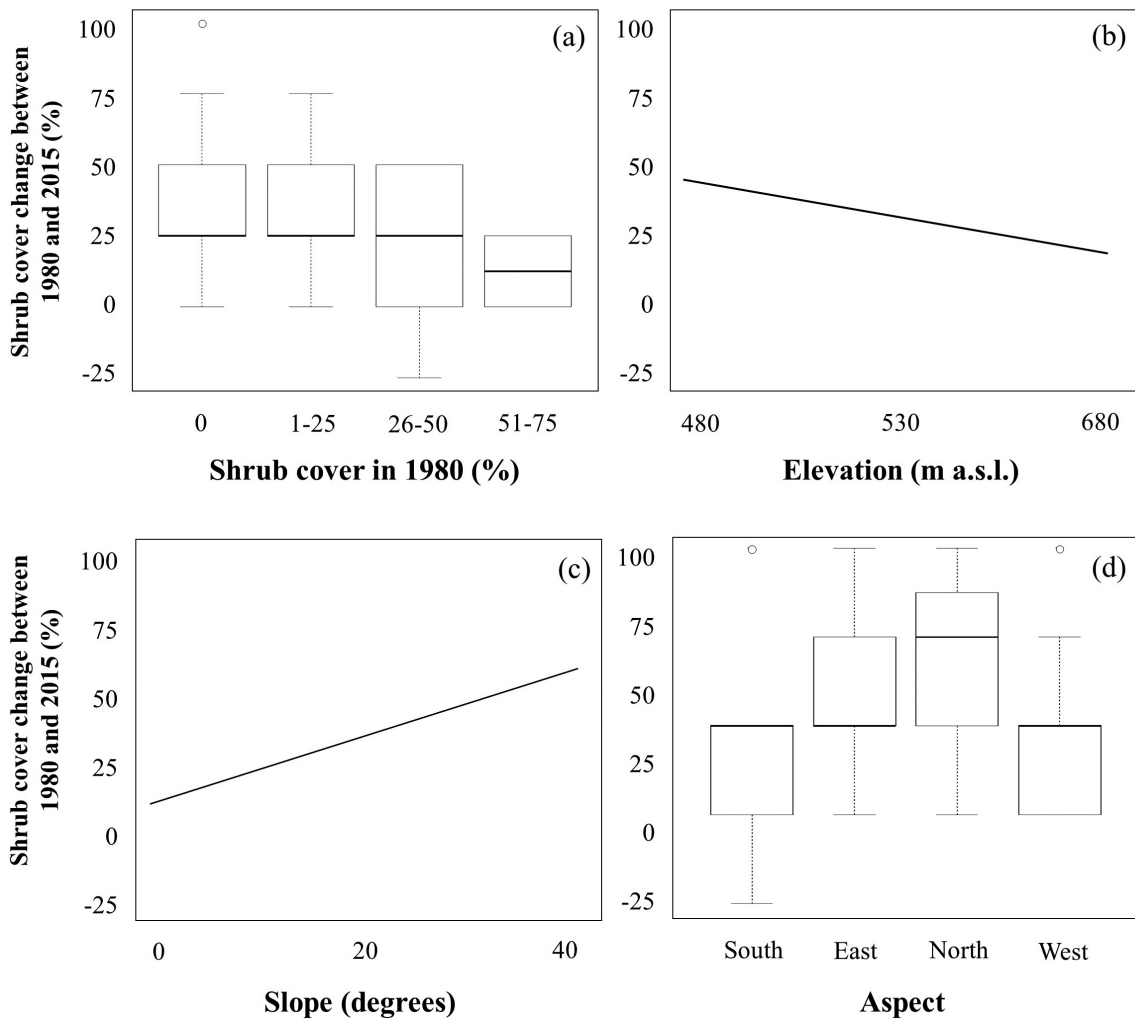 Shrub cover change between
1980 and 2015 (%)
100
75
50
25
0
-25
(a)
0 1-25 26-50 51-75
Shrub cover in 1980 (%)
100
75
50
25
0
-25
(b)
480 530 680
Elevation (m a.s.l.)
Shrub cover change between
1980 and 2015 (%)
100
75
50
25
0
-25
(c)
0 20 40
Slope (degrees)
100
75
50
25
0
-25
(d)
South East North West
Aspect